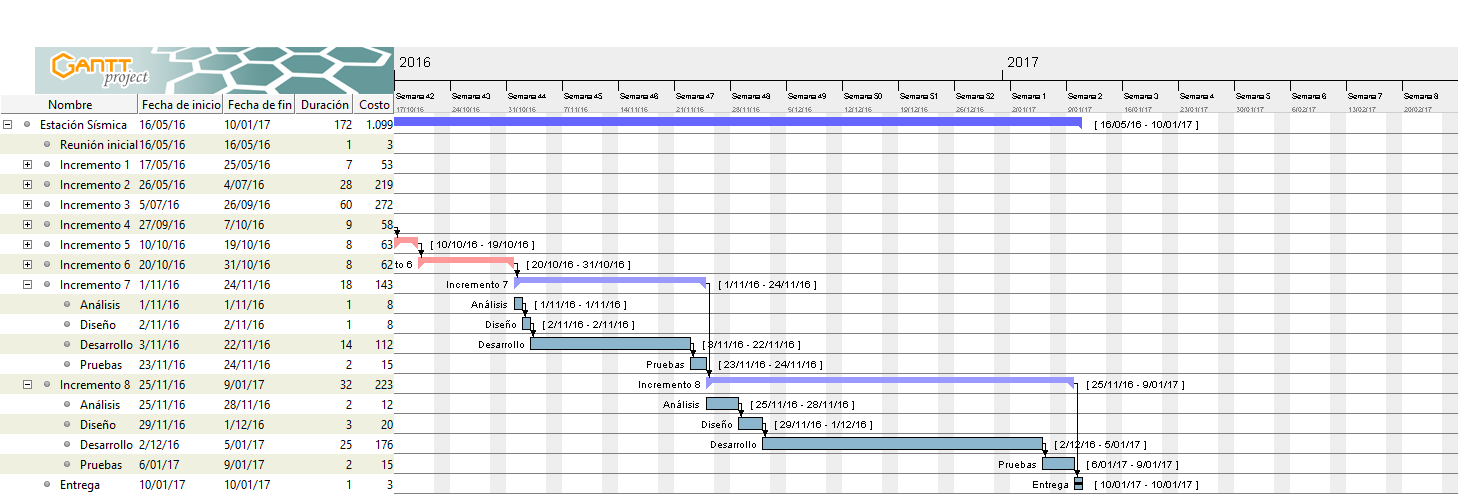 GANTT project
2016 2017
Semana 42 Semana 43 Semana 44 Semana 45 Semana 46 Semana 47 Semana 48 Semana 49 Semana 50 Semana 51 Semana 52 Semana 1 Semana 2 Semana 3 Semana 4 Semana 5 Semana 6 Semana 7 Semana 8
Nombre Fecha de inicio Fecha de fin Duración Costo 17/10/16 24/10/16 31/10/16 7/11/16 14/11/16 21/11/16 28/11/16 5/12/16 12/12/16 19/12/16 26/12/16 2/01/17 9/01/17 16/01/17 23/01/17 30/01/17 6/02/17 13/02/17 20/02/17
Estación Sísmica 16/05/16 10/01/17 172 1.099 [ 16/05/16 - 10/01/17 ]
Reunión inicial 16/05/16 16/05/16 1 3
Incremento 1 17/05/16 25/05/16 7 53
Incremento 2 26/05/16 4/07/16 28 219
Incremento 3 5/07/16 26/09/16 60 272
Incremento 4 27/09/16 7/10/16 9 58
Incremento 5 10/10/16 19/10/16 8 63 [ 10/10/16 - 19/10/16 ]
Incremento 6 20/10/16 31/10/16 8 62 to 6 [ 20/10/16 - 31/10/16 ]
Incremento 7 1/11/16 24/11/16 18 143 Incremento 7 [ 1/11/16 - 24/11/16 ]
Análisis 1/11/16 1/11/16 1 8 Análisis [ 1/11/16 - 1/11/16 ]
Diseño 2/11/16 2/11/16 1 8 Diseño [ 2/11/16 - 2/11/16 ]
Desarrollo 3/11/16 22/11/16 14 112 Desarrollo [ 3/11/16 - 22/11/16 ]
Pruebas 23/11/16 24/11/16 2 15 Pruebas [ 23/11/16 - 24/11/16 ]
Incremento 8 25/11/16 9/01/17 32 223 Incremento 8 [ 25/11/16 - 9/01/17 ]
Análisis 25/11/16 28/11/16 2 12 Análisis [ 25/11/16 - 28/11/16 ]
Diseño 29/11/16 1/12/16 3 20 Diseño [ 29/11/16 - 1/12/16 ]
Desarrollo 2/12/16 5/01/17 25 176 Desarrollo [ 2/12/16 - 5/01/17 ]
Pruebas 6/01/17 9/01/17 2 15 Pruebas [ 6/01/17 - 9/01/17 ]
Entrega 10/01/17 10/01/17 1 3 Entrega [ 10/01/17 - 10/01/17 ]